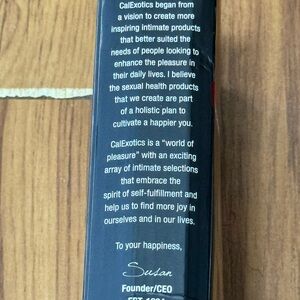 CalExotics began from
a vision to create more
inspiring intimate products
that better suited the
needs of people looking to
enhance the pleasure in
their daily lives. I believe
the sexual health products
that we create are part
of a holistic plan to
cultivate a happier you.
CalExotics is a "world of
pleasure" with an exciting
array of intimate selections
that embrace the
spirit of self-fulfillment and
help us to find more joy in
ourselves and in our lives.
To your happiness,
Susan
Founder/CEO
EST. 1994